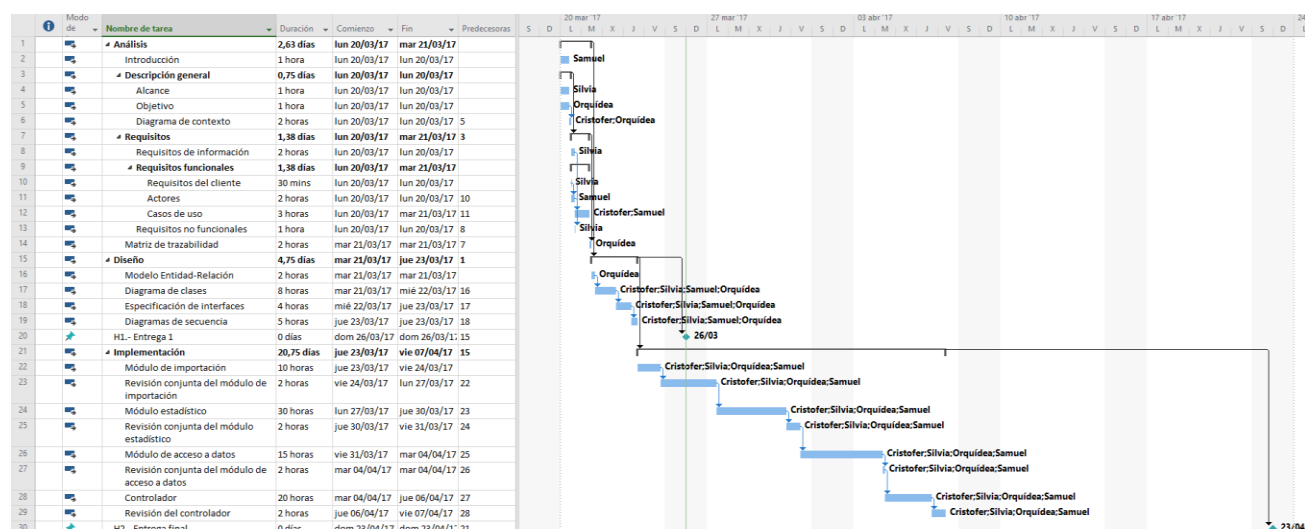 Modo de Nombre de tarea Duración Comienzo Fin Predecesoras
20 mar '17 27 mar '17 03 abr '17 10 abr '17 17 abr '17 24
S D L M X J V S D L M X J V S D L M X J V S D L M X J V S D L M X J V S D L
1 Análisis 2,63 días lun 20/03/17 mar 21/03/17
2 Introducción 1 hora lun 20/03/17 lun 20/03/17 Samuel
3 Descripción general 0,75 días lun 20/03/17 lun 20/03/17
4 Alcance 1 hora lun 20/03/17 lun 20/03/17 Silvia
5 Objetivo 1 hora lun 20/03/17 lun 20/03/17 Orquídea
6 Diagrama de contexto 2 horas lun 20/03/17 lun 20/03/17 5 Cristofer;Orquídea
7 Requisitos 1,38 días lun 20/03/17 mar 21/03/17 3
8 Requisitos de información 2 horas lun 20/03/17 lun 20/03/17 Silvia
9 Requisitos funcionales 1,38 días lun 20/03/17 mar 21/03/17
10 Requisitos del cliente 30 mins lun 20/03/17 lun 20/03/17 Silvia
11 Actores 2 horas lun 20/03/17 lun 20/03/17 10 Samuel
12 Casos de uso 3 horas lun 20/03/17 mar 21/03/17 11 Cristofer;Samuel
13 Requisitos no funcionales 1 hora lun 20/03/17 lun 20/03/17 8 Silvia
14 Matriz de trazabilidad 2 horas mar 21/03/17 mar 21/03/17 7 Orquídea
15 Diseño 4,75 días mar 21/03/17 jue 23/03/17 1
16 Modelo Entidad-Relación 2 horas mar 21/03/17 mar 21/03/17 Orquídea
17 Diagrama de clases 8 horas mar 21/03/17 mié 22/03/17 16 Cristofer;Silvia;Samuel;Orquídea
18 Especificación de interfaces 4 horas mié 22/03/17 jue 23/03/17 17 Cristofer;Silvia;Samuel;Orquídea
19 Diagramas de secuencia 5 horas jue 23/03/17 jue 23/03/17 18 Cristofer;Silvia;Samuel;Orquídea
20 H1.- Entrega 1 0 días dom 26/03/17 dom 26/03/17 15 26/03
21 Implementación 20,75 días jue 23/03/17 vie 07/04/17 15
22 Módulo de importación 10 horas jue 23/03/17 vie 24/03/17 Cristofer;Silvia;Orquídea;Samuel
23 Revisión conjunta del módulo de 2 horas vie 24/03/17 lun 27/03/17 22 Cristofer;Silvia;Orquídea;Samuel
importación
24 Módulo estadístico 30 horas lun 27/03/17 jue 30/03/17 23 Cristofer;Silvia;Orquídea;Samuel
25 Revisión conjunta del módulo 2 horas jue 30/03/17 vie 31/03/17 24 Cristofer;Silvia;Orquídea;Samuel
estadístico
26 Módulo de acceso a datos 15 horas vie 31/03/17 mar 04/04/17 25 Cristofer;Silvia;Orquídea;Samuel
27 Revisión conjunta del módulo de 2 horas mar 04/04/17 mar 04/04/17 26 Cristofer;Silvia;Orquídea;Samuel
acceso a datos
28 Controlador 20 horas mar 04/04/17 jue 06/04/17 27 Cristofer;Silvia;Orquídea;Samuel
29 Revisión del controlador 2 horas jue 06/04/17 vie 07/04/17 28 Cristofer;Silvia;Orquídea;Samuel
30 H2.- Entrega final 0 días dom 23/04/17 dom 23/04/17 21 23/04